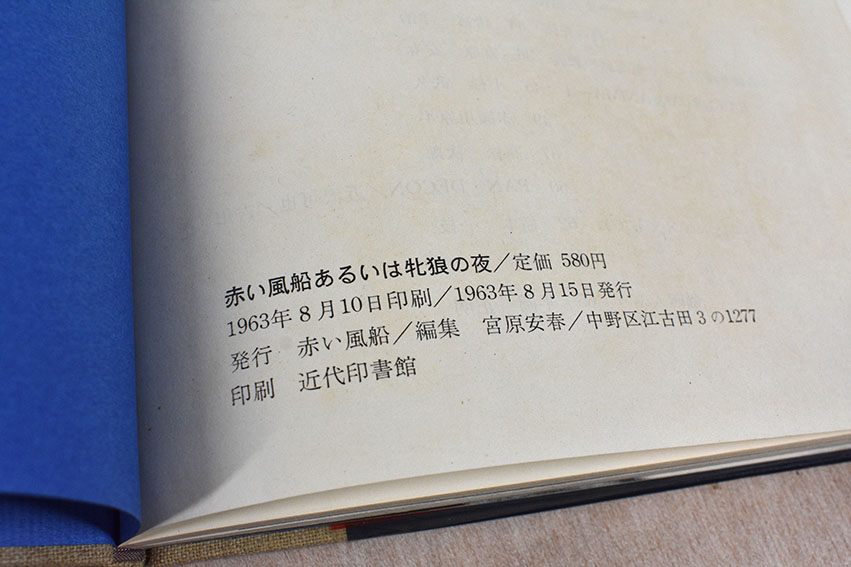 赤い風船あるいは牝狼の夜／定価 580円
1963年 8 月10日印刷／1963年 8 月15日発行
発行　赤い風船／編集　宮原安春／中野区江古田 3 の1277
印刷　近代印書館